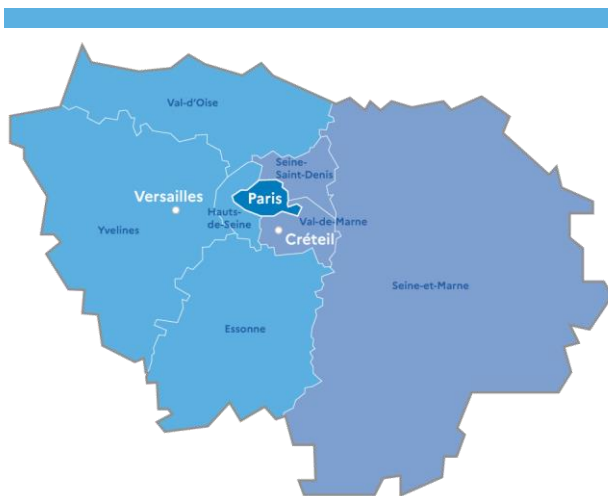 Val-d'Oise
Seine-
Saint-Denis
Versailles
Paris
Hauts-
de-Seine
Val-de-Marne
Yvelines
Créteil
Seine-et-Marne
Essonne